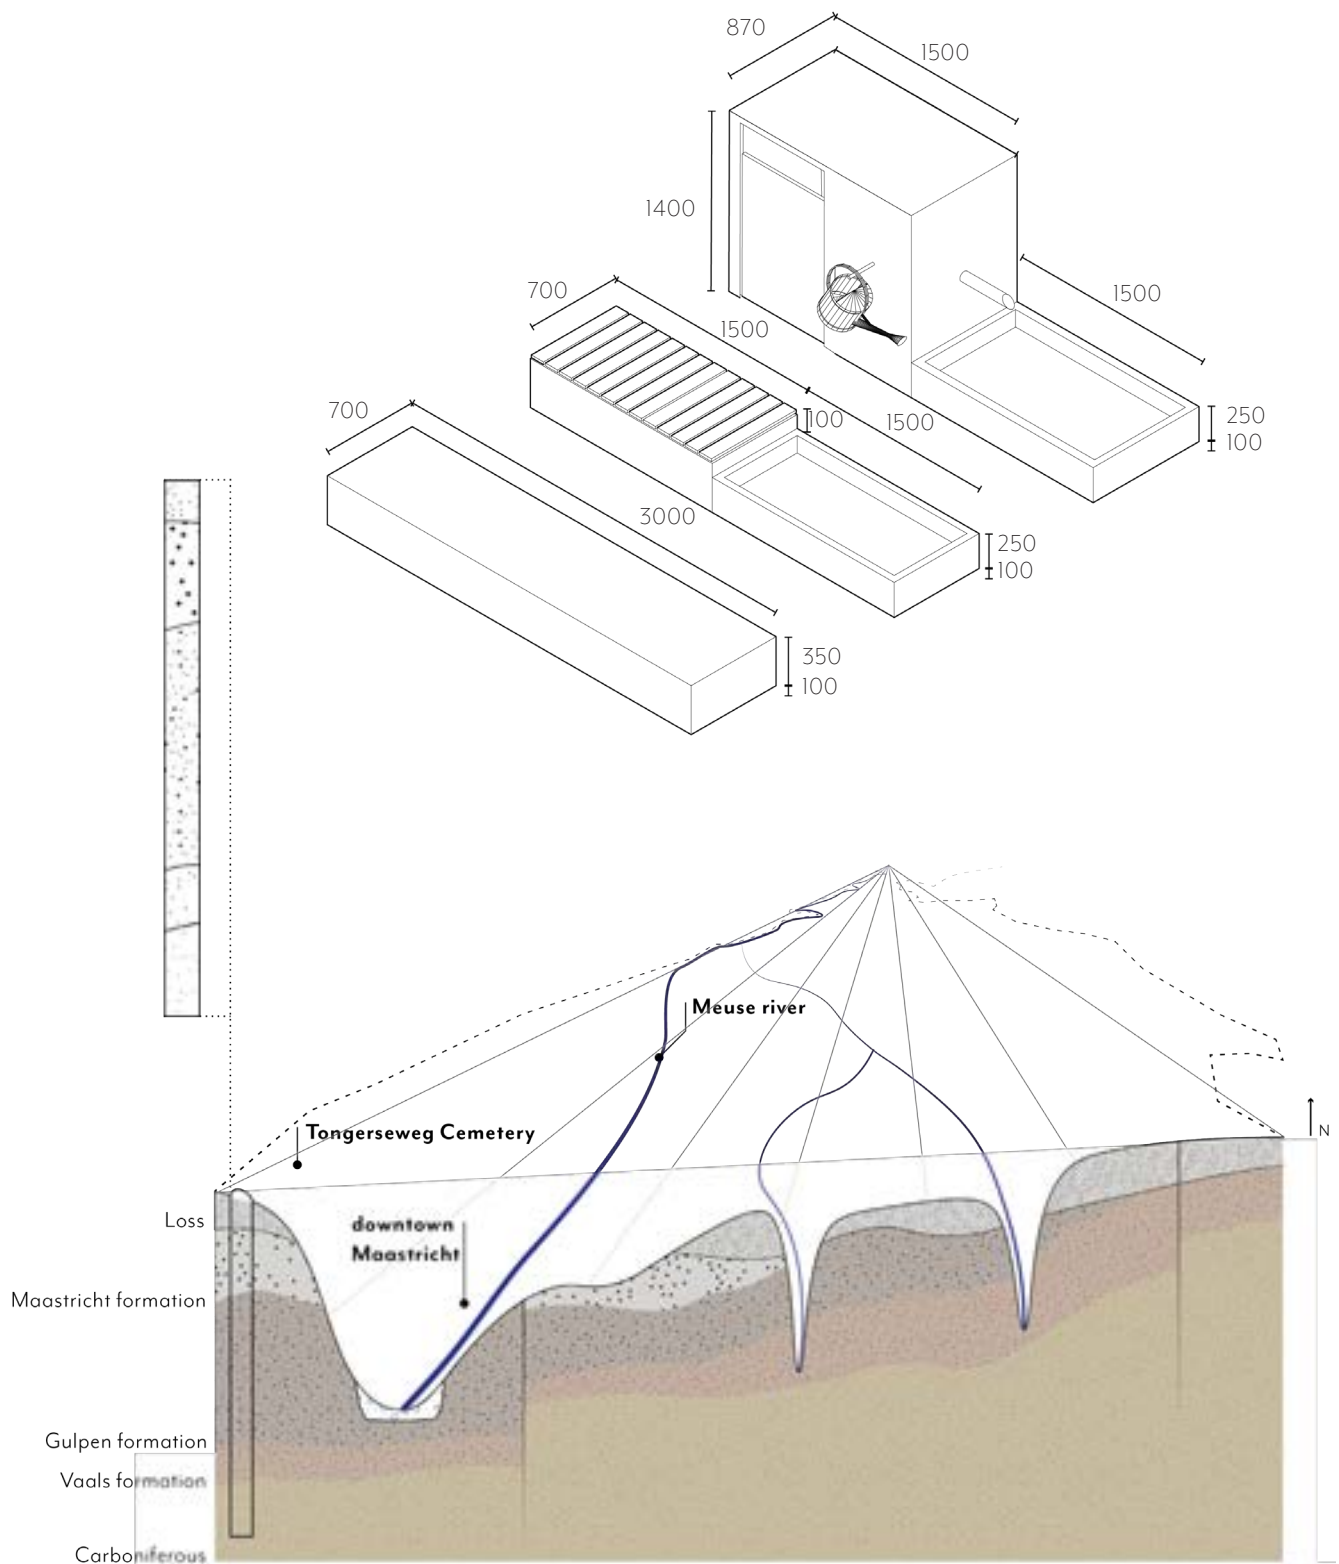 870
1500
1400
1500
700
1500
100
1500
250
100
700
3000
250
100
350
100
Meuse river
Tongerseweg Cemetery
N
Loss
downtown
Maastricht
Maastricht formation
Gulpen formation
Vaals formation
Carboniferous